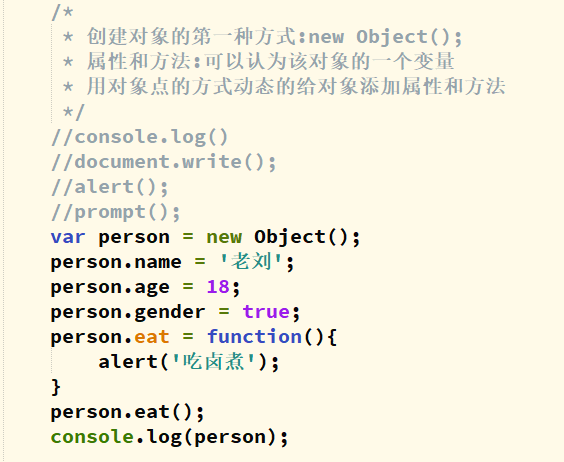 /*
 * 创建对象的第一种方式:new Object();
 * 属性和方法:可以认为该对象的一个变量
 * 用对象点的方式动态的给对象添加属性和方法
 */
//console.log()
//document.write();
//alert();
//prompt();
var person = new Object();
person.name = '老刘';
person.age = 18;
person.gender = true;
person.eat = function(){
    alert('吃卤煮');
}
person.eat();
console.log(person);